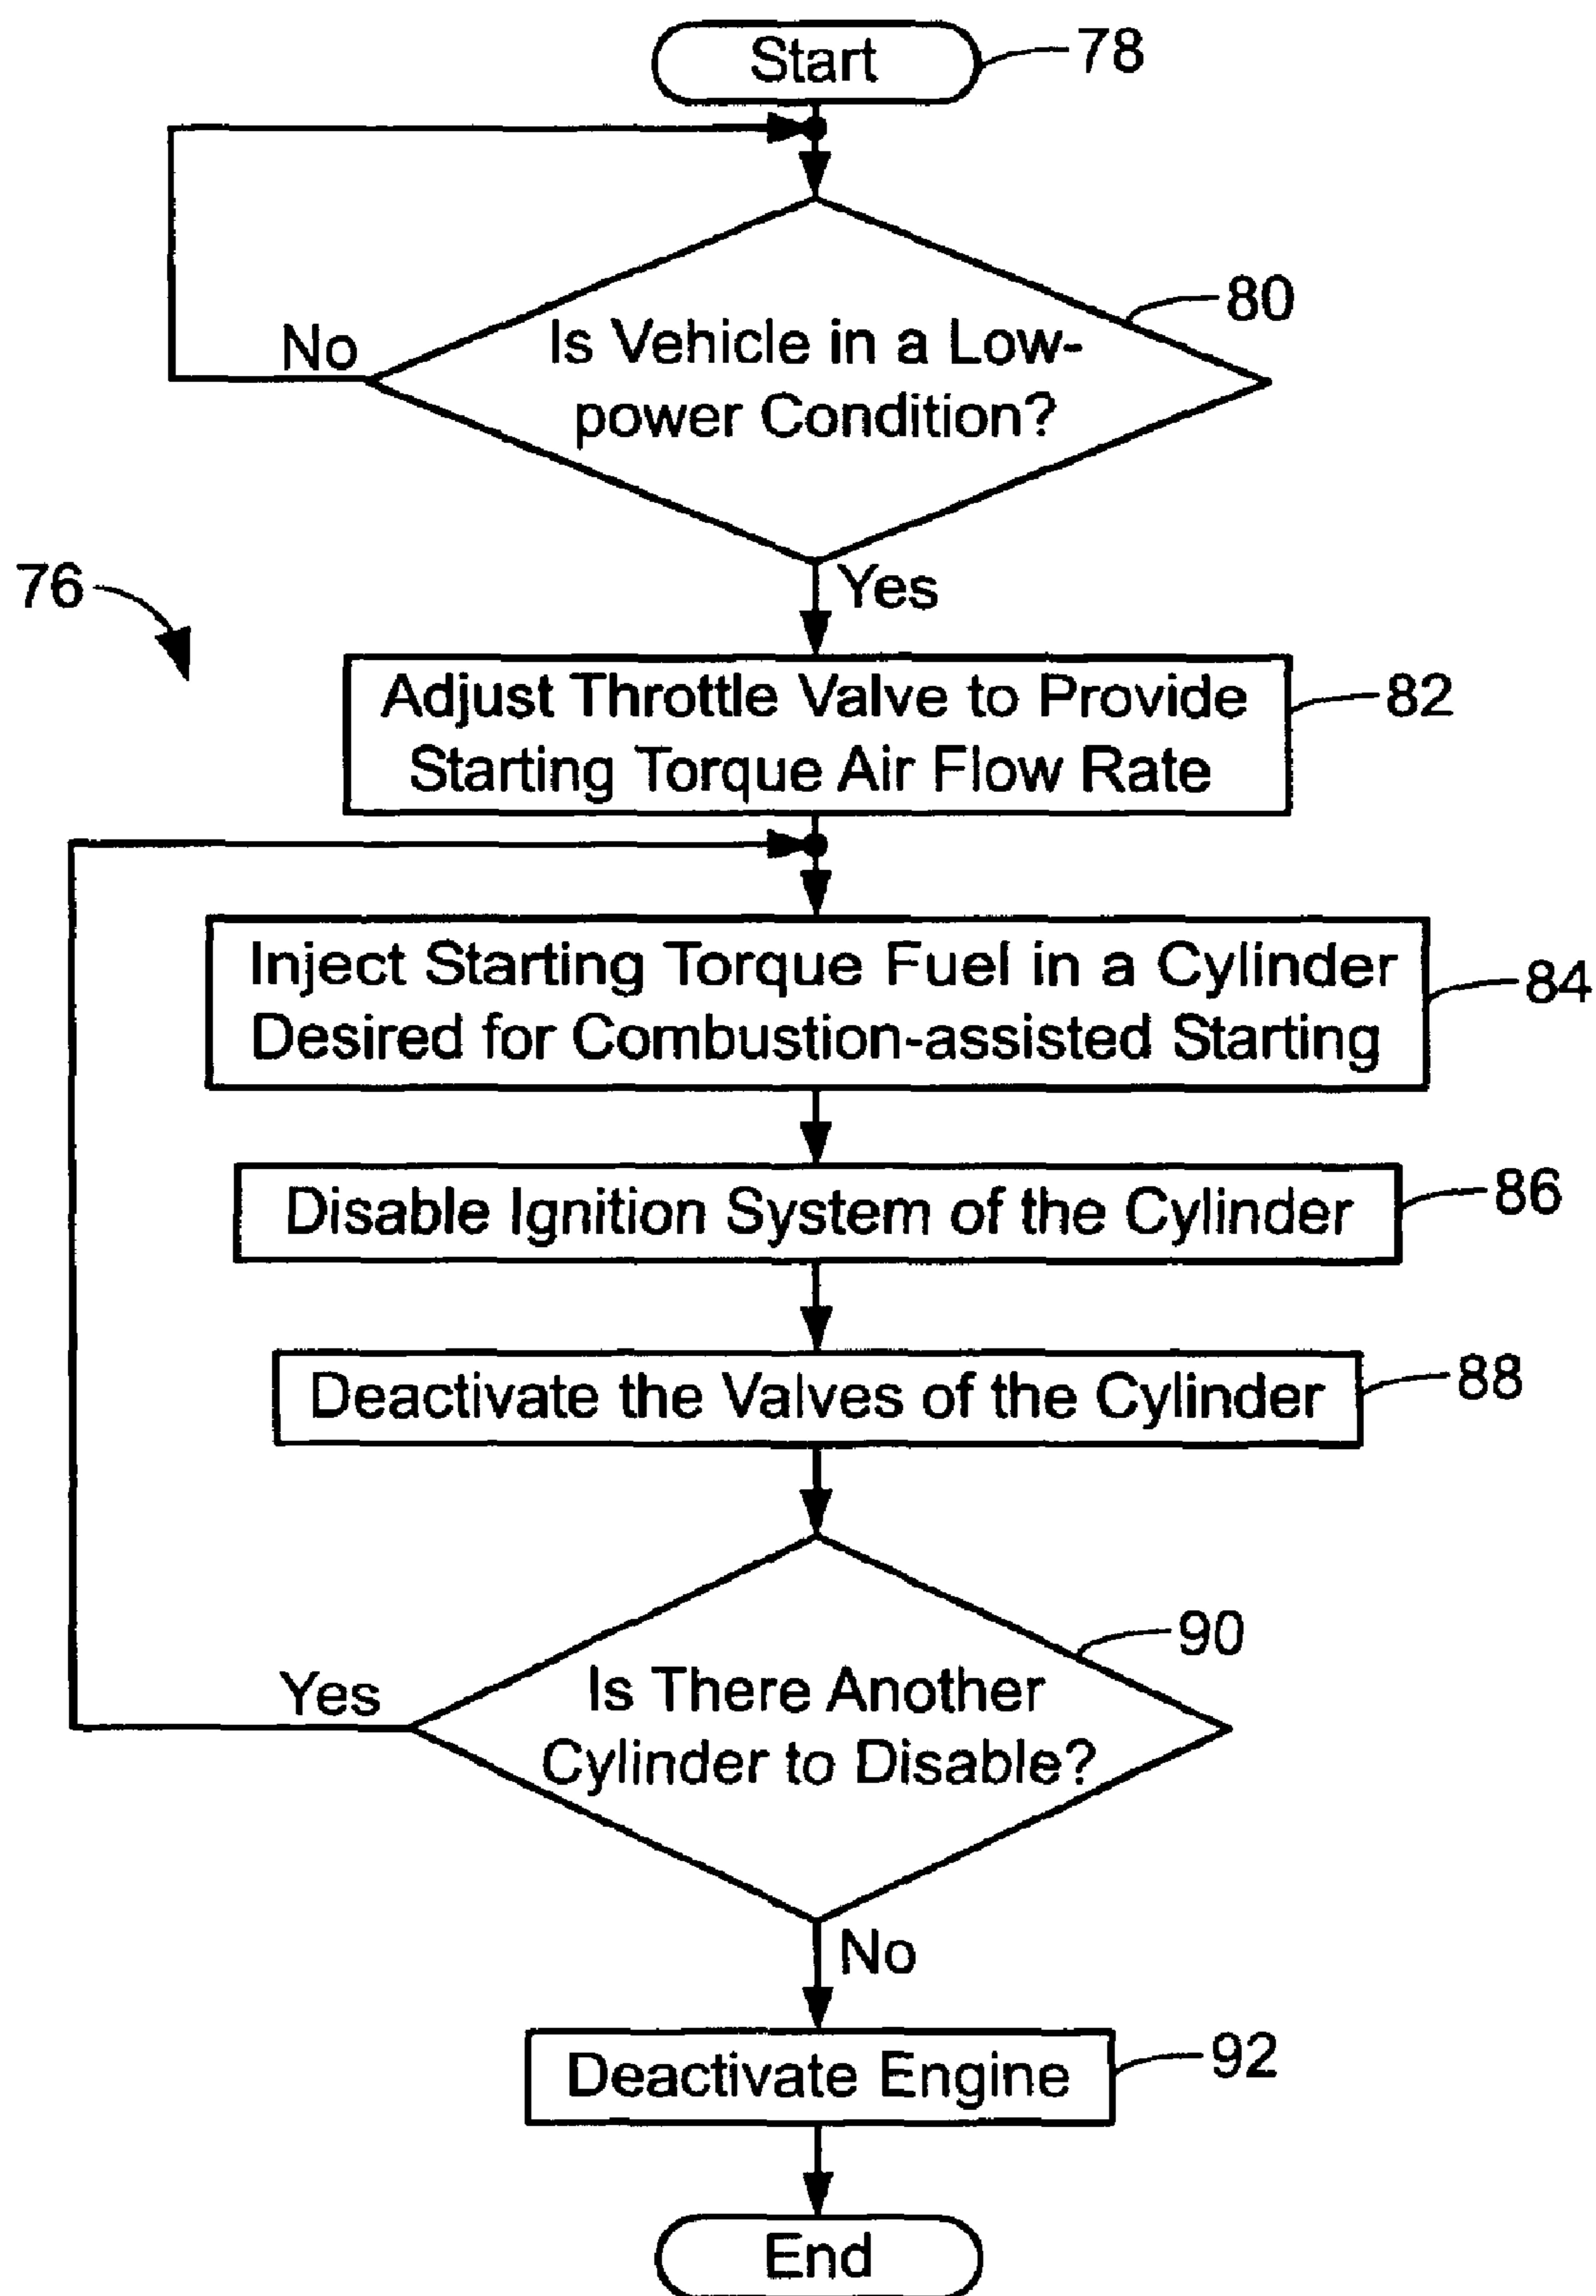 Start
78
80
No
Is Vehicle in a Low-
power Condition?
Yes
76
Adjust Throttle Valve to Provide
Starting Torque Air Flow Rate
82
Inject Starting Torque Fuel in a Cylinder
Desired for Combustion-assisted Starting
84
Disable Ignition System of the Cylinder
86
Deactivate the Valves of the Cylinder
88
90
Yes
Is There Another
Cylinder to Disable?
No
Deactivate Engine
92
End